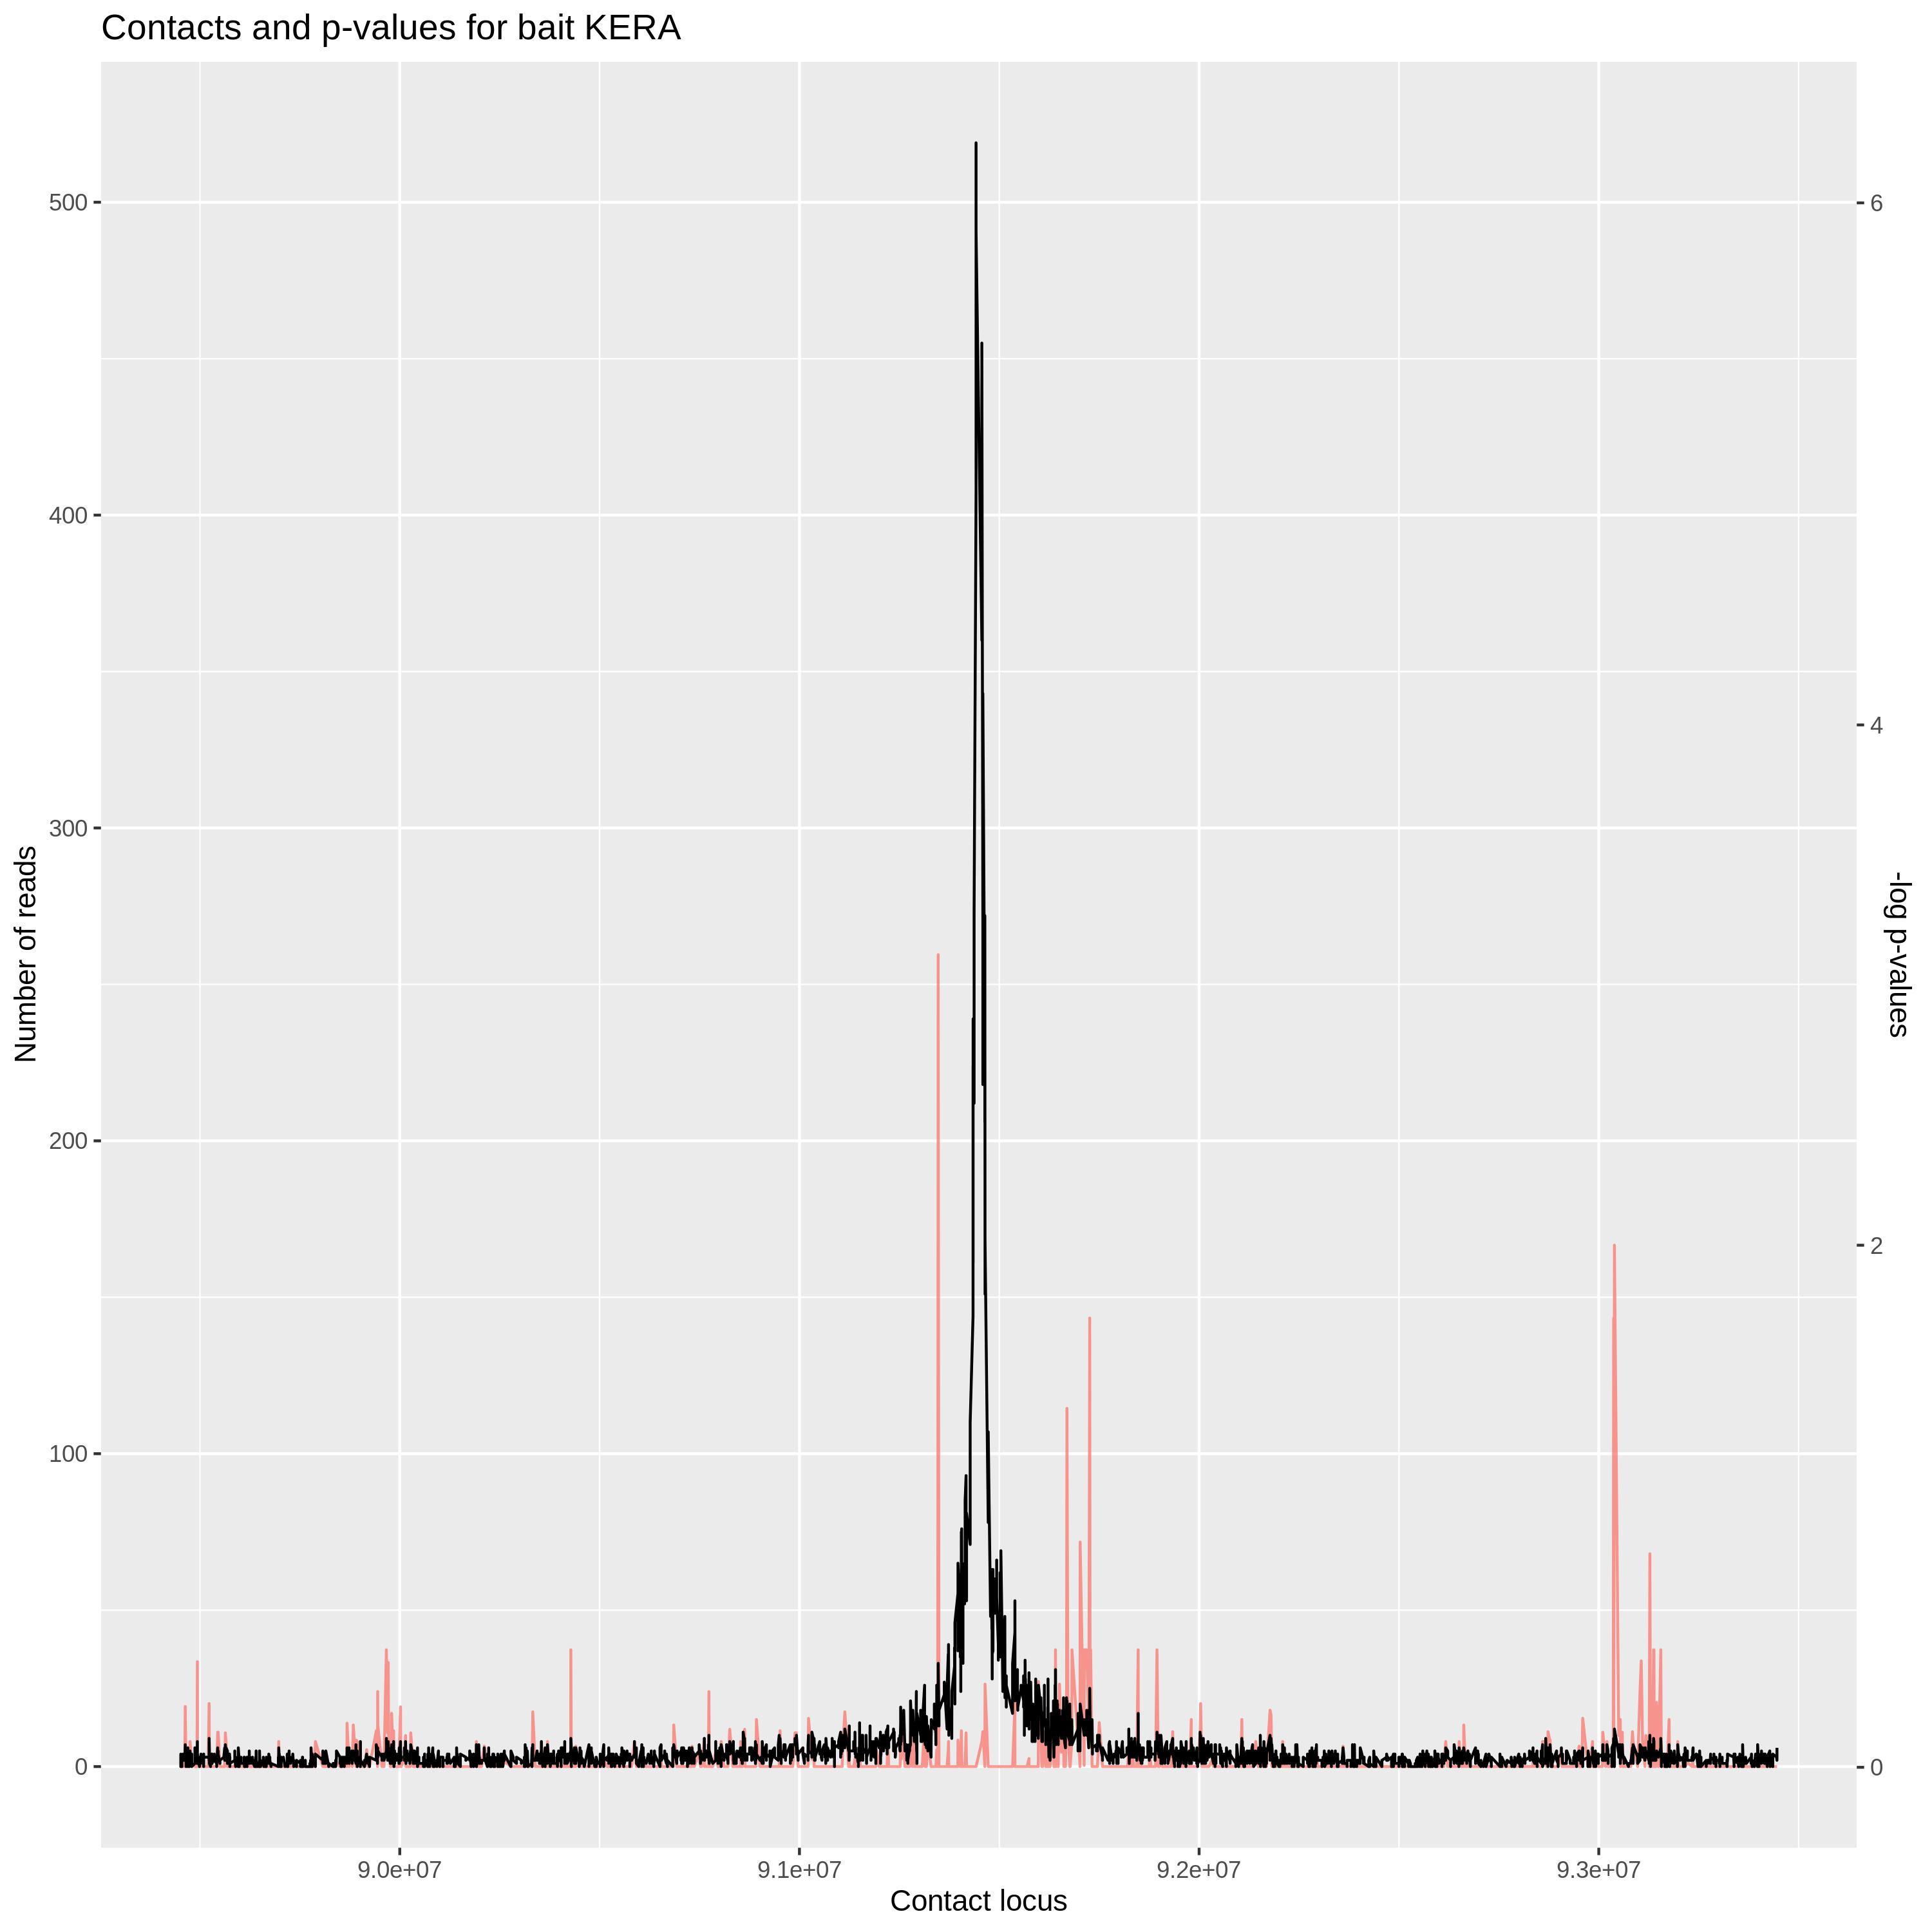 Contacts and p-values for bait KERA
Number of reads
500
400
300
200
100
0
6
4
2
0
-log p-values
9.0e+07
9.1e+07
9.2e+07
9.3e+07
Contact locus